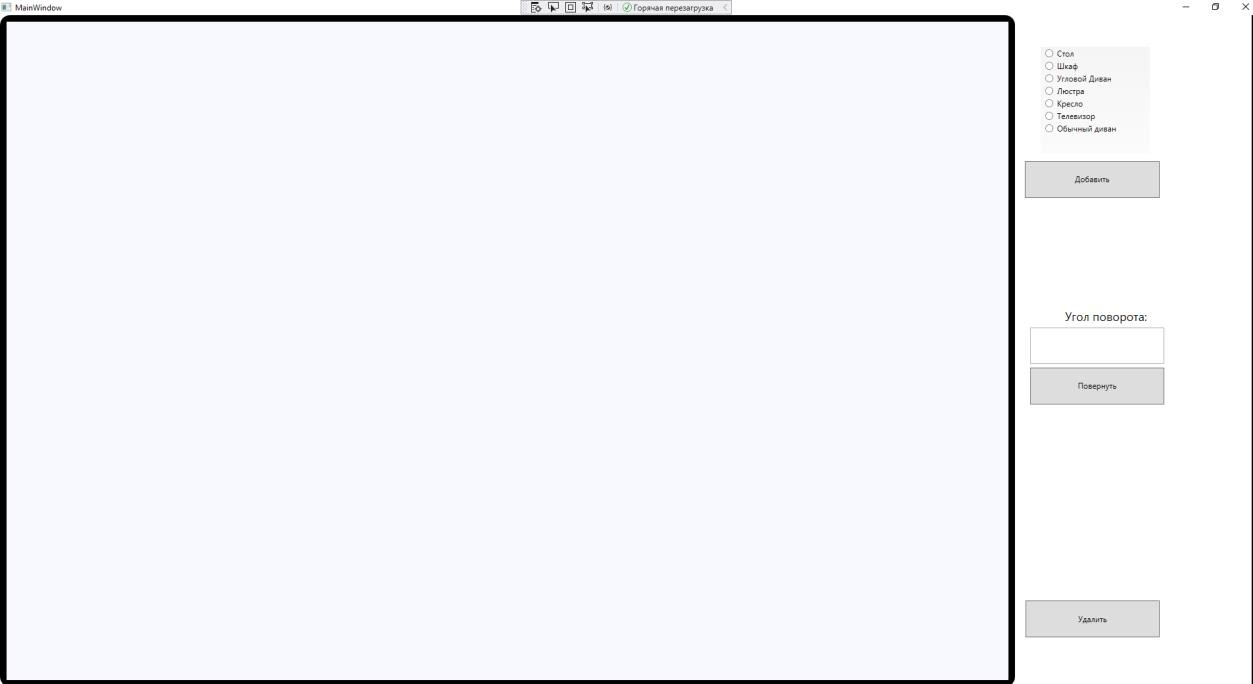 MainWindow
Горячая перезагрузка
Стол
Шкаф
Угловой Диван
Люстра
Кресло
Телевизор
Обычный диван
Добавить
Угол поворота:
Повернуть
Удалить